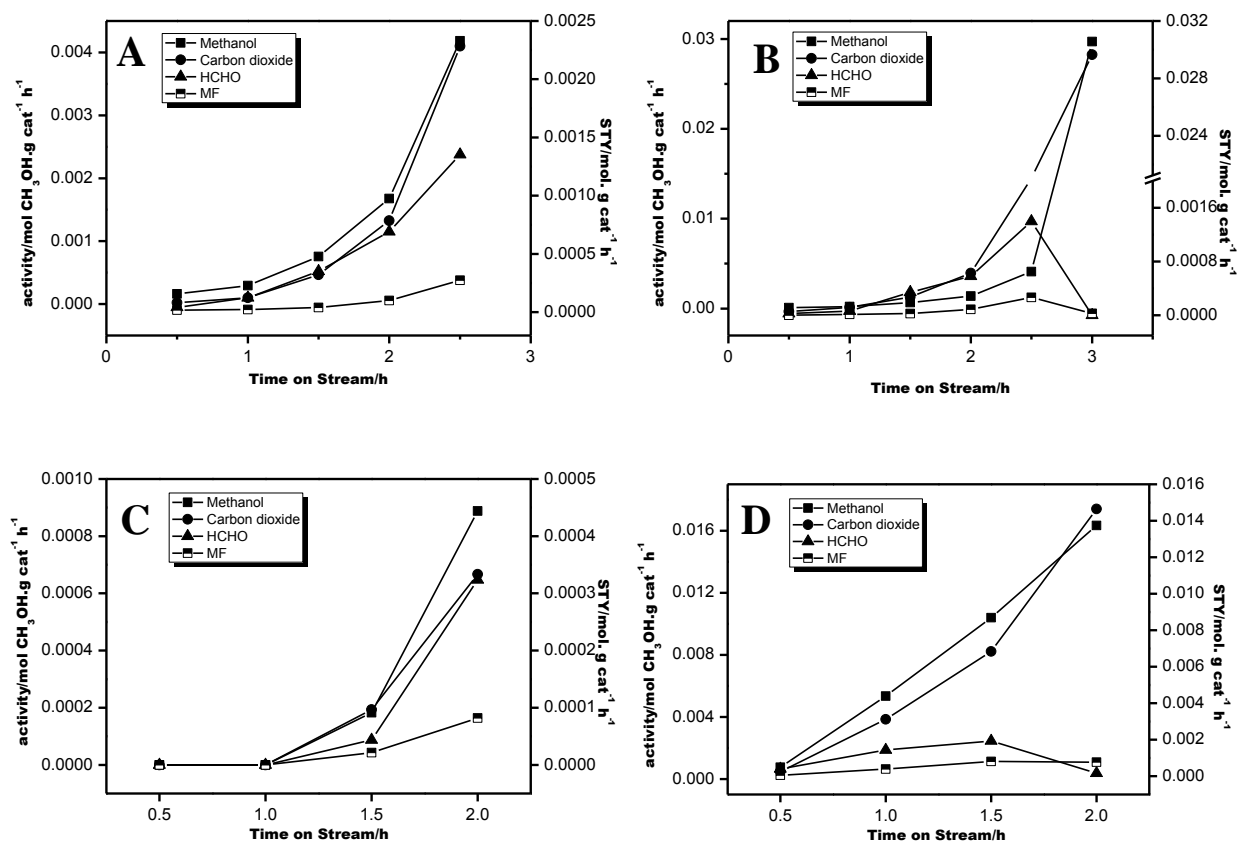 A
Methanol
Carbon dioxide
HCHO
MF
activity/mol CH₃OH.g cat⁻¹ h⁻¹
0.004
0.003
0.002
0.001
0.000
0.0025
0.0020
0.0015
0.0010
0.0005
0.0000
STY/mol. g cat⁻¹ h⁻¹
0 1 2 3
Time on Stream/h
B
Methanol
Carbon dioxide
HCHO
MF
activity/mol CH₃OH.g cat⁻¹ h⁻¹
0.03
0.02
0.01
0.00
0.032
0.028
0.024
0.0016
0.0008
0.0000
STY/mol. g cat⁻¹ h⁻¹
0 1 2 3
Time on Stream/h
C
Methanol
Carbon dioxide
HCHO
MF
activity/mol CH₃OH.g cat⁻¹ h⁻¹
0.0010
0.0008
0.0006
0.0004
0.0002
0.0000
0.0005
0.0004
0.0003
0.0002
0.0001
0.0000
STY/mol. g cat⁻¹ h⁻¹
0.5 1.0 1.5 2.0
Time on Stream/h
D
Methanol
Carbon dioxide
HCHO
MF
activity/mol CH₃OH.g cat⁻¹ h⁻¹
0.016
0.012
0.008
0.004
0.000
0.016
0.014
0.012
0.010
0.008
0.006
0.004
0.002
0.000
STY/mol. g cat⁻¹ h⁻¹
0.5 1.0 1.5 2.0
Time on Stream/h